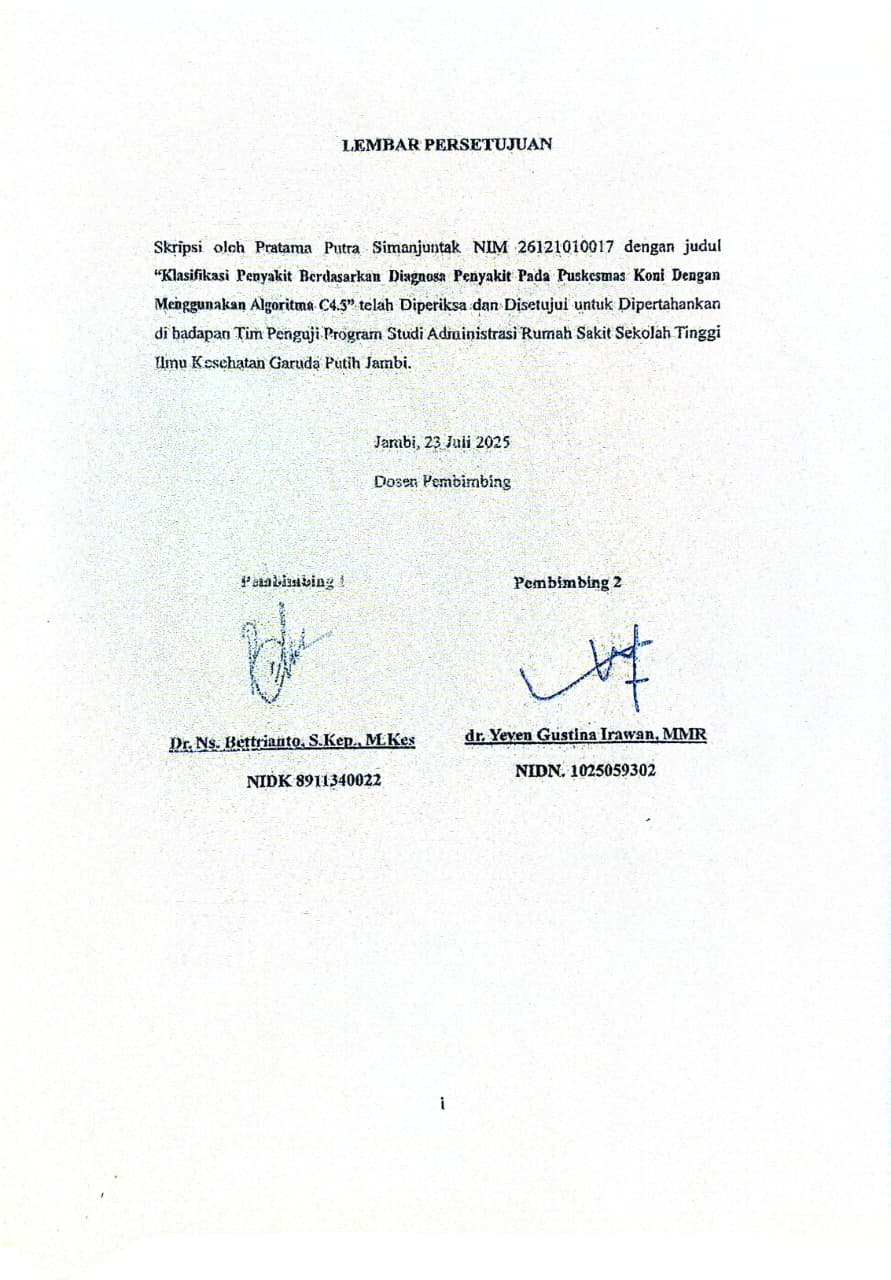 LEMBAR PERSETUJUAN
Skripsi oleh Pratama Putra Simanjuntak NIM 26121010017 dengan judul
“Klasifikasi Penyakit Berdasarkan Diagnosa Penyakit Pada Puskesmas Koni Dengan
Menggunakan Algoritma C4.5” telah Diperiksa dan Disetujui untuk Dipertahankan
di hadapan Tim Penguji Program Studi Administrasi Rumah Sakit Sekolah Tinggi
Ilmu Kesehatan Garuda Putih Jambi.
Jambi, 23 Juli 2025
Dosen Pembimbing
Pembimbing 1
Pembimbing 2
Dr. Ns. Bettrianto, S.Kep., M.Kes
dr. Yeven Gustina Irawan, MMR
NIDK 8911340022
NIDN. 1025059302
i